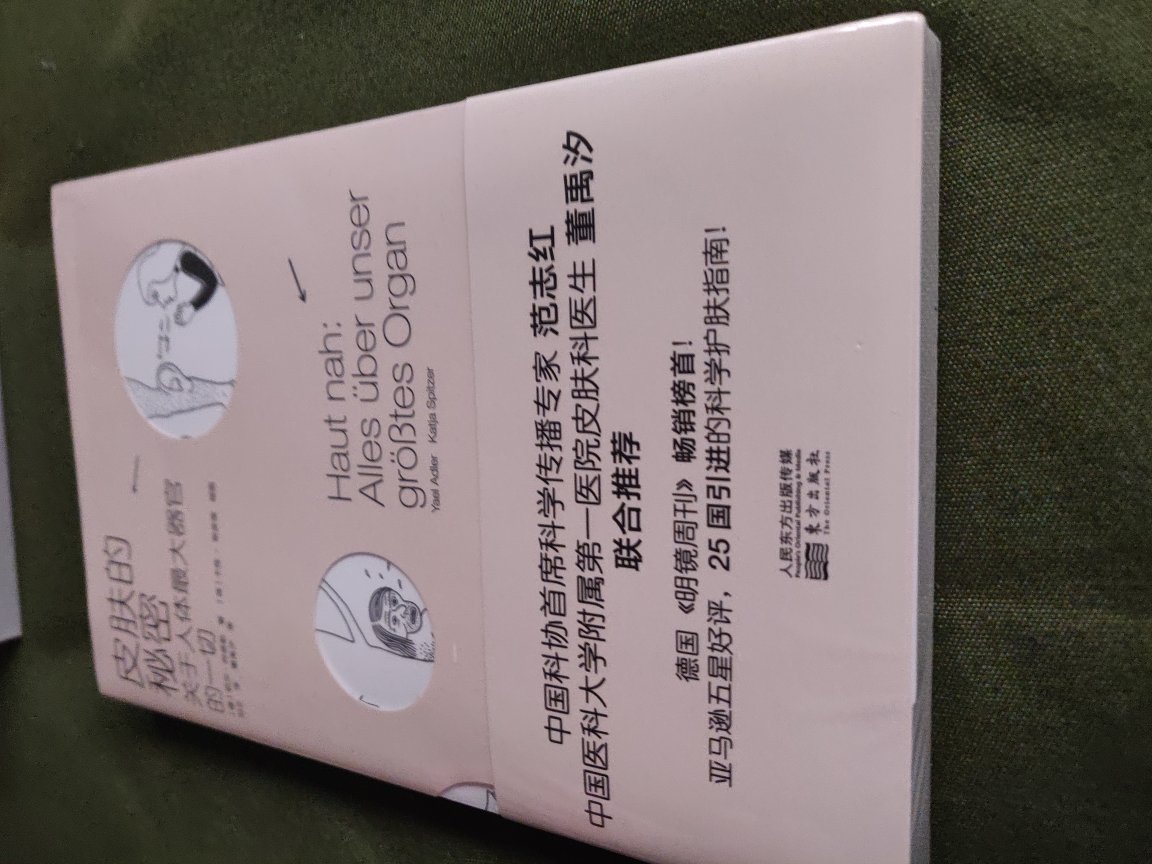 皮肤的
秘密
关于人体最大器官
的一切
Haut nah:
Alles über unser
größtes Organ
Yael Adler Katja Spitzer
中国科协首席科学传播专家 范志红
中国医科大学附属第一医院皮肤科医生 董禹汐
联合推荐
德国《明镜周刊》畅销榜首!
亚马逊五星好评，25国引进的科学护肤指南!
人民东方出版传媒
People's Oriental Publishing & Media
东方出版社
The Oriental Press